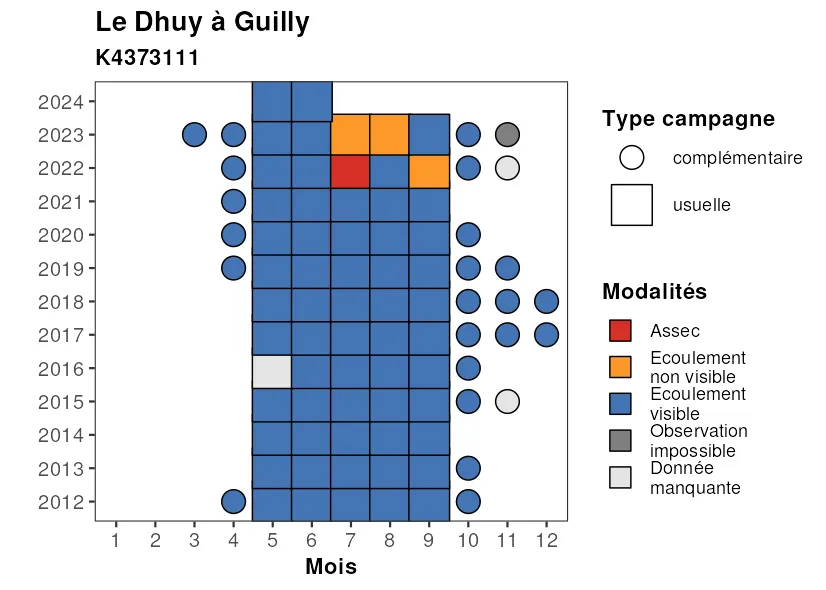 Le Dhuy à Guilly
K4373111
2024
2023
2022
2021
2020
2019
2018
2017
2016
2015
2014
2013
2012
1 2 3 4 5 6 7 8 9 10 11 12
Mois
Type campagne
complémentaire
usuelle
Modalités
Assec
Ecoulement
non visible
Ecoulement
visible
Observation
impossible
Donnée
manquante